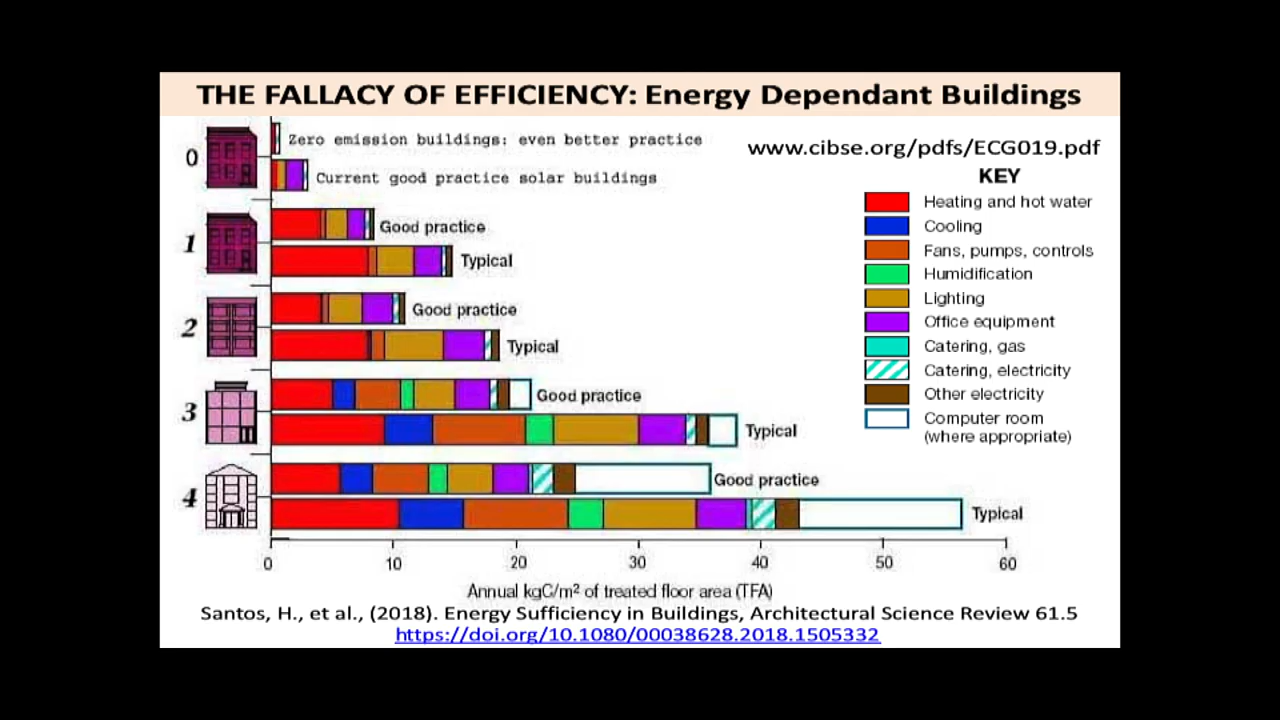 THE FALLACY OF EFFICIENCY: Energy Dependant Buildings
0
Zero emission buildings: even better practice
Current good practice solar buildings
www.cibse.org/pdfs/ECG019.pdf
KEY
Heating and hot water
Cooling
Fans, pumps, controls
Humidification
Lighting
Office equipment
Catering, gas
Catering, electricity
Other electricity
Computer room
(where appropriate)
1
Good practice
Typical
2
Good practice
Typical
3
Good practice
Typical
4
Good practice
Typical
0 10 20 30 40 50 60
Annual kgC/m² of treated floor area (TFA)
Santos, H., et al., (2018). Energy Sufficiency in Buildings, Architectural Science Review 61.5
https://doi.org/10.1080/00038628.2018.1505332